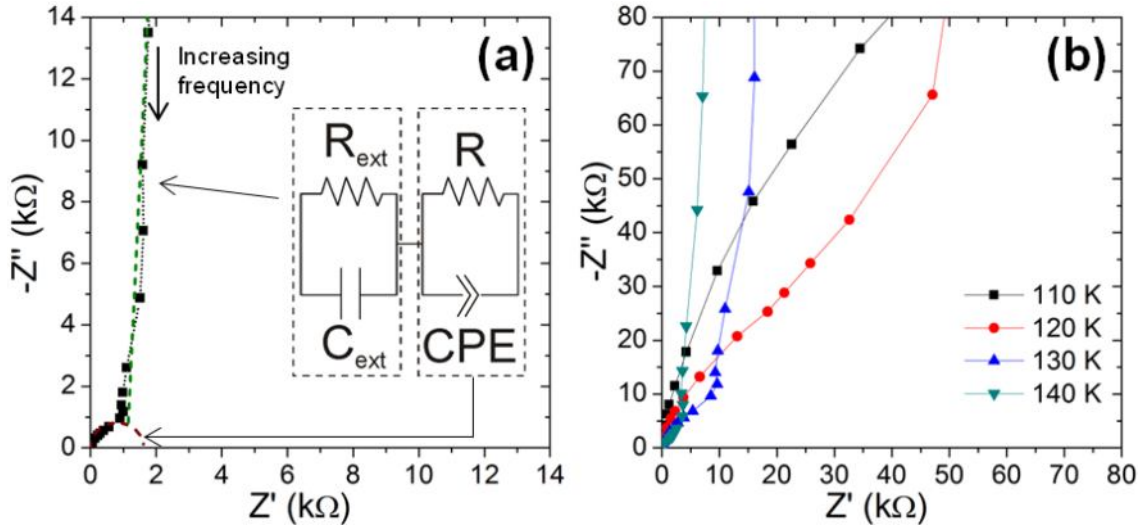 (a)
Increasing
frequency
R_ext
R
C_ext
CPE
-Z'' (kΩ)
14
12
10
8
6
4
2
0
0 2 4 6 8 10 12 14
Z' (kΩ)
(b)
110 K
120 K
130 K
140 K
-Z'' (kΩ)
80
70
60
50
40
30
20
10
0
0 10 20 30 40 50 60 70 80
Z' (kΩ)